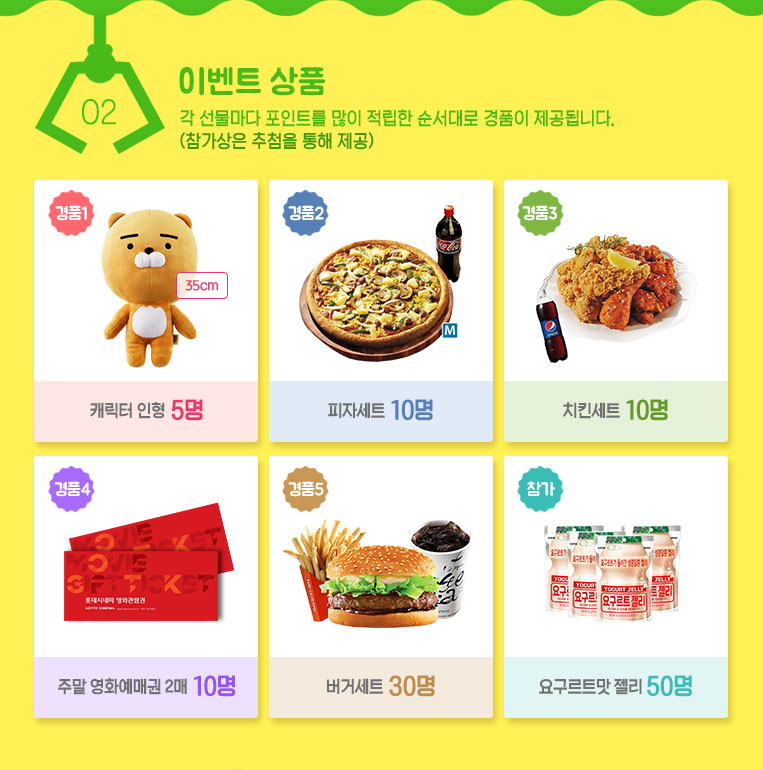 02
이벤트 상품
각 선물마다 포인트를 많이 적립한 순서대로 경품이 제공됩니다.
(참가상은 추첨을 통해 제공)
경품1
35cm
캐릭터 인형 5명
경품2
Coca-Cola
M
피자세트 10명
경품3
pepsi
치킨세트 10명
경품4
MOVIE
GIFT TICKET
MOVIE
GIFT TICKET
롯데시네마 영화관람권
LOTTE CINEMA
주말 영화예매권 2매 10명
경품5
버거세트 30명
참가
YOGURT JELLY
요구르트 젤리
요구르트맛 젤리 50명